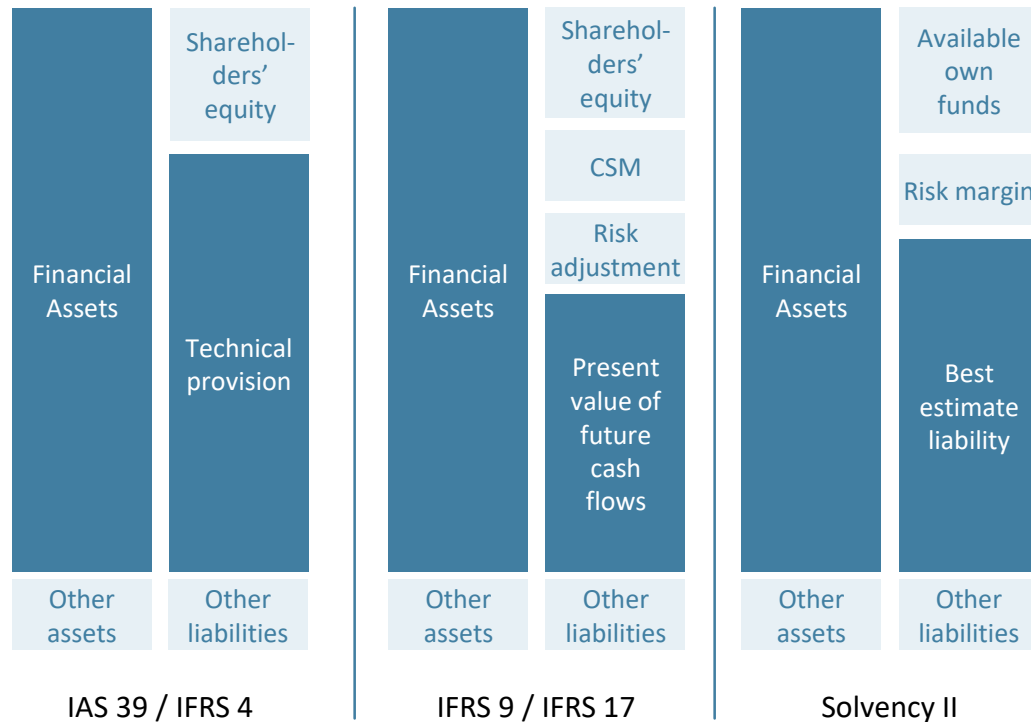 Financial
Assets
Other
assets
Sharehol-
ders’
equity
Technical
provision
Other
liabilities
IAS 39 / IFRS 4
Financial
Assets
Other
assets
Sharehol-
ders’
equity
CSM
Risk
adjustment
Present
value of
future
cash
flows
Other
liabilities
IFRS 9 / IFRS 17
Financial
Assets
Other
assets
Available
own
funds
Risk margin
Best
estimate
liability
Other
liabilities
Solvency II